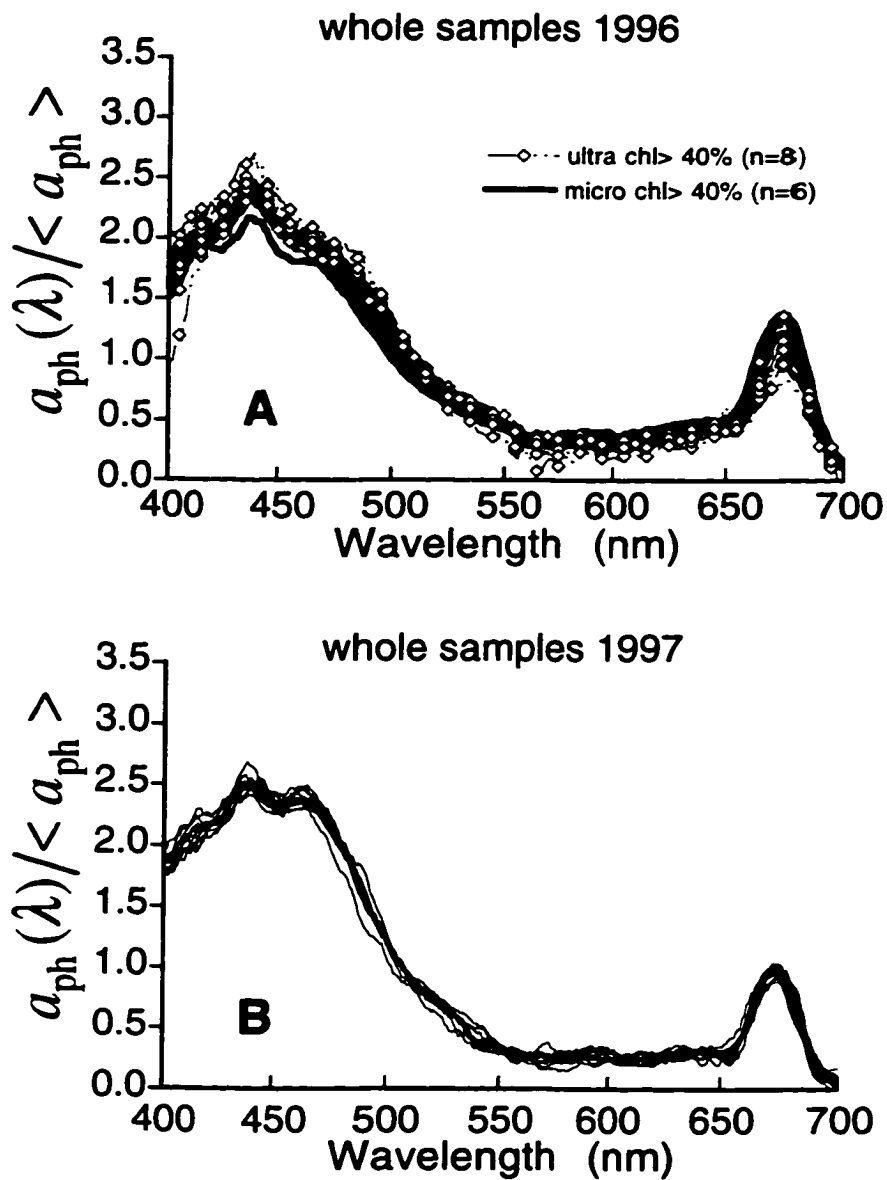 whole samples 1996
3.5
3.0
2.5
2.0
1.5
1.0
0.5
0.0
a_ph(λ)/< a_ph >
ultra chl> 40% (n=8)
micro chl> 40% (n=6)
A
400 450 500 550 600 650 700
Wavelength (nm)
whole samples 1997
3.5
3.0
2.5
2.0
1.5
1.0
0.5
0.0
a_ph(λ)/< a_ph >
B
400 450 500 550 600 650 700
Wavelength (nm)